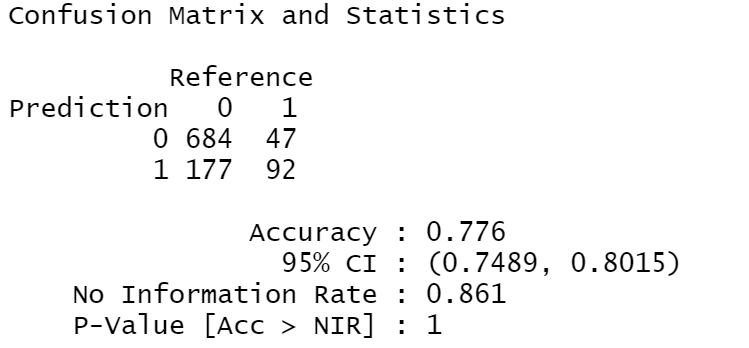 Confusion Matrix and Statistics
Reference
Prediction 0 1
0 684 47
1 177 92
Accuracy : 0.776
95% CI : (0.7489, 0.8015)
No Information Rate : 0.861
P-Value [Acc > NIR] : 1